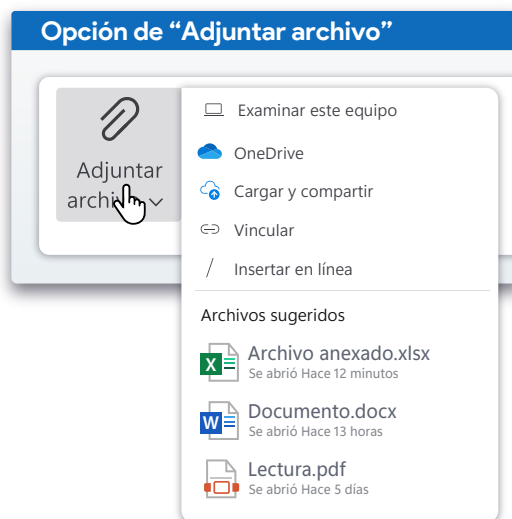 Opción de “Adjuntar archivo”
Adjuntar
archivo
Examinar este equipo
OneDrive
Cargar y compartir
Vincular
Insertar en línea
Archivos sugeridos
Archivo anexado.xlsx
Se abrió Hace 12 minutos
Documento.docx
Se abrió Hace 13 horas
Lectura.pdf
Se abrió Hace 5 días